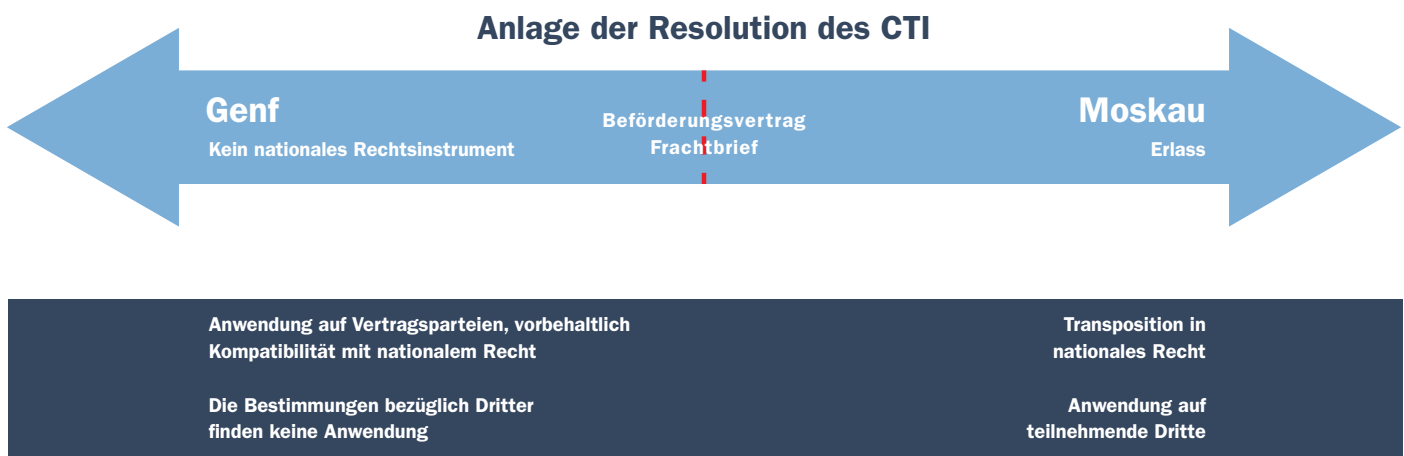 Anlage der Resolution des CTI
Genf
Kein nationales Rechtsinstrument
Beförderungsvertrag
Frachtbrief
Moskau
Erlass
Anwendung auf Vertragsparteien, vorbehaltlich
Kompatibilität mit nationalem Recht
Die Bestimmungen bezüglich Dritter
finden keine Anwendung
Transposition in
nationales Recht
Anwendung auf
teilnehmende Dritte